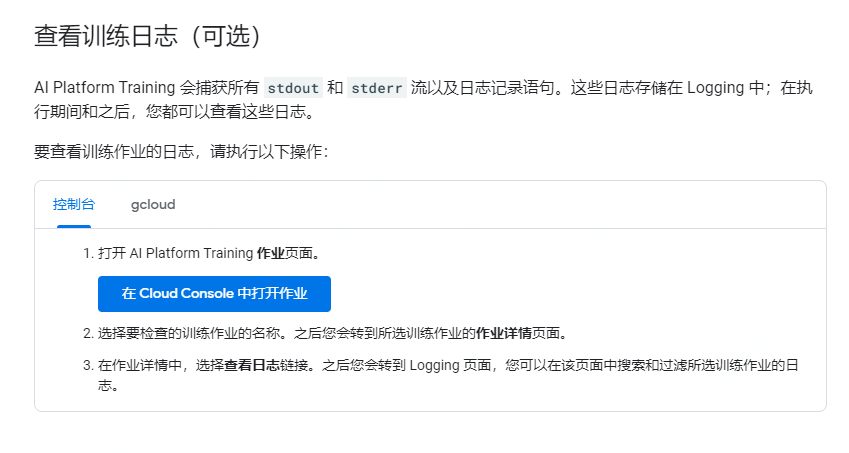 查看训练日志（可选）
AI Platform Training 会捕获所有 stdout 和 stderr 流以及日志记录语句。这些日志存储在 Logging 中；在执
行期间和之后，您都可以查看这些日志。
要查看训练作业的日志，请执行以下操作：
控制台 gcloud
1. 打开 AI Platform Training 作业页面。
在 Cloud Console 中打开作业
2. 选择要检查的训练作业的名称。之后您会转到所选训练作业的作业详情页面。
3. 在作业详情中，选择查看日志链接。之后您会转到 Logging 页面，您可以在该页面中搜索和过滤所选训练作业的日
志。